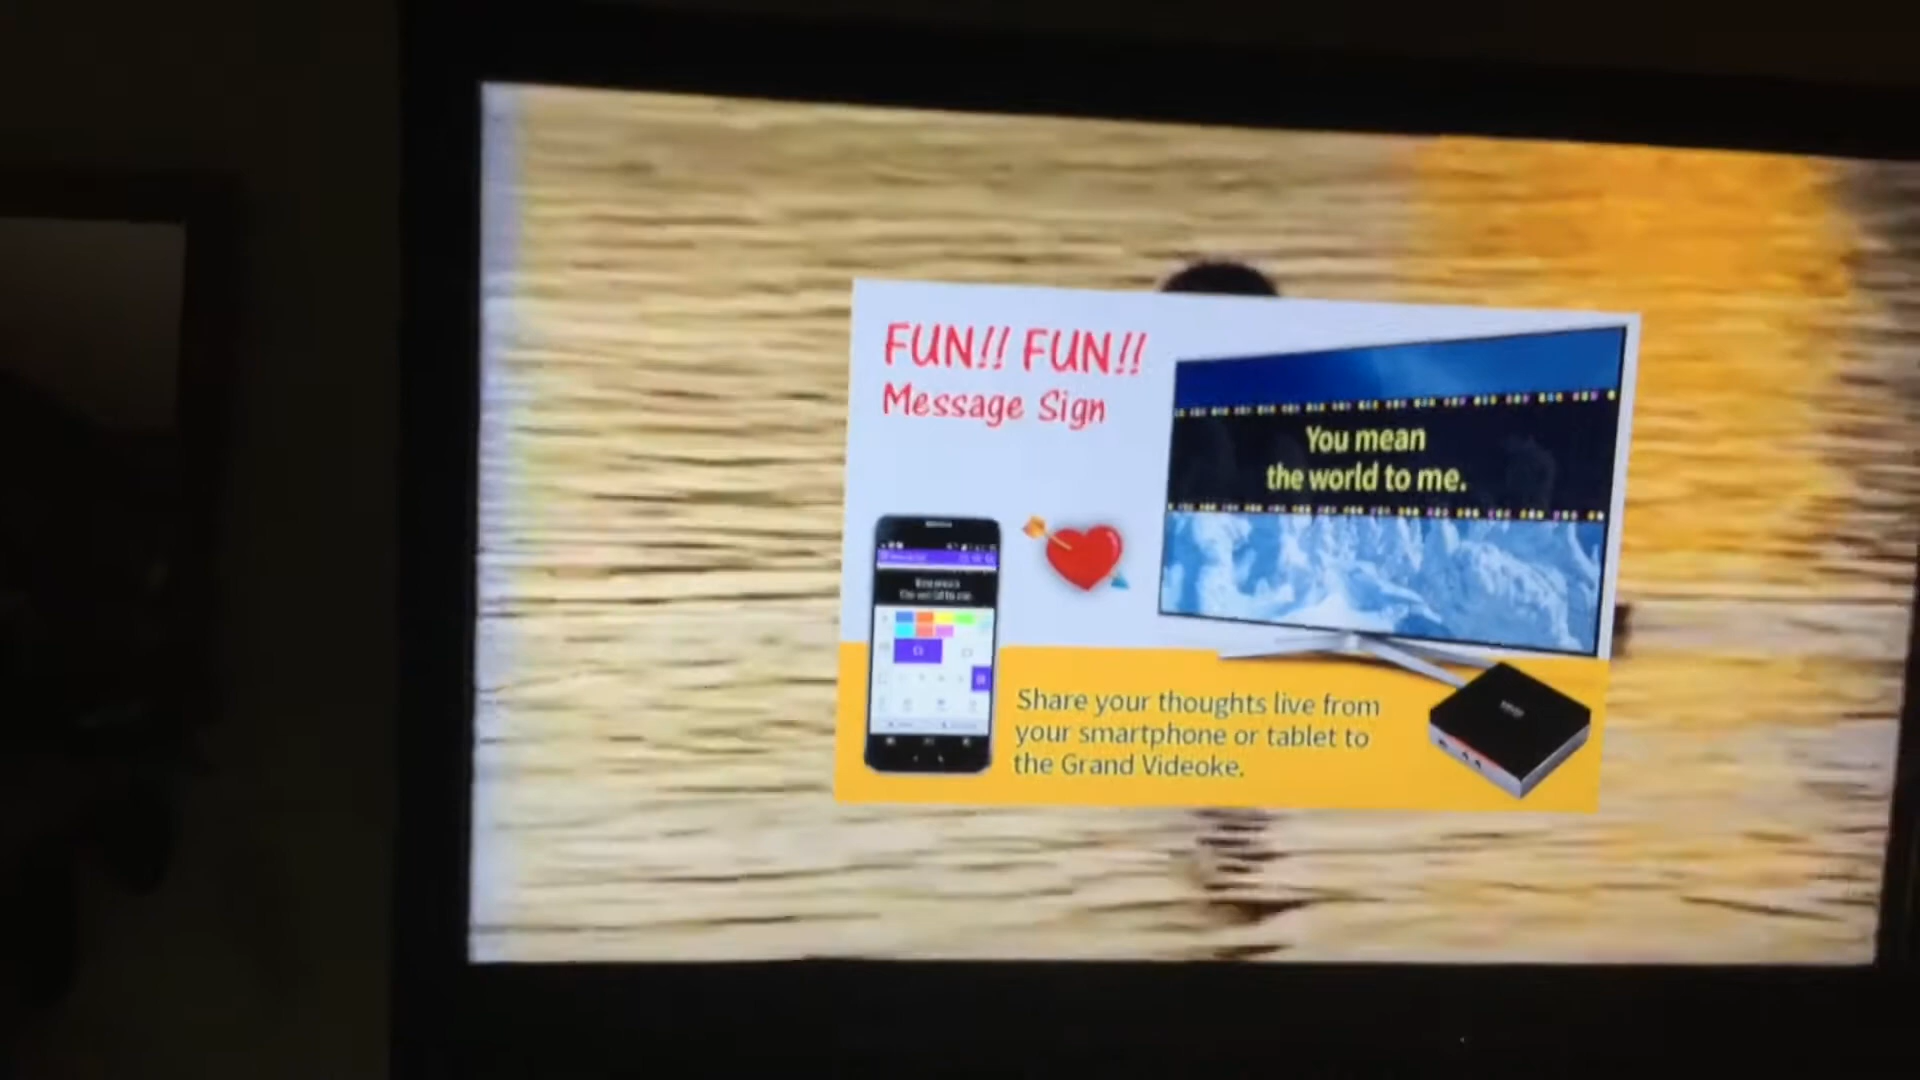 FUN!! FUN!!
Message Sign
You mean
the world to me.
Share your thoughts live from
your smartphone or tablet to
the Grand Videoke.